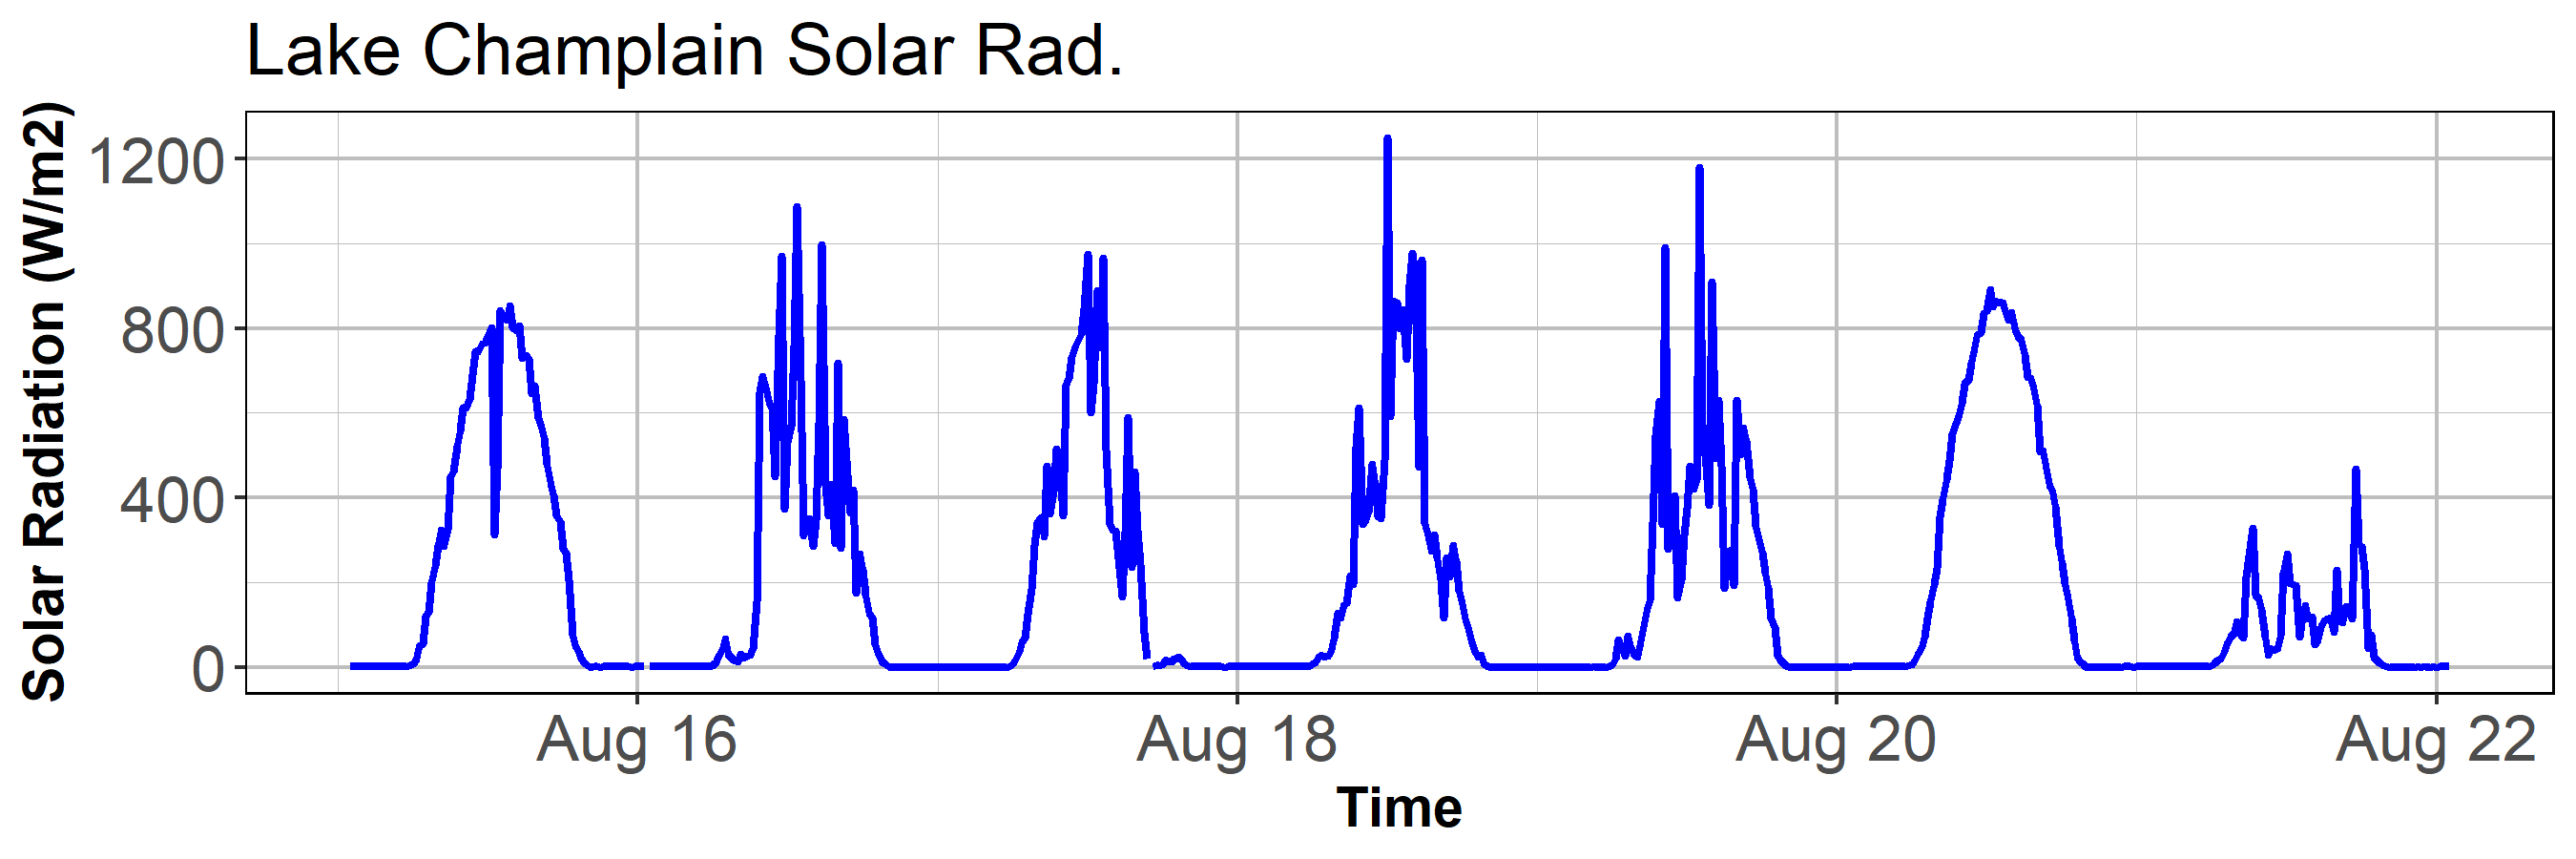 Lake Champlain Solar Rad.
Solar Radiation (W/m2)
1200
800
400
0
Aug 16 Aug 18 Aug 20 Aug 22
Time